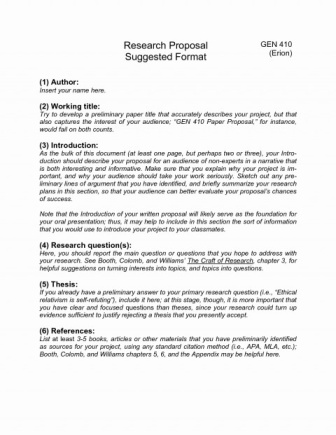 Research Proposal
Suggested Format
GEN 410
(Erion)
(1) Author:
Insert your name here.
(2) Working title:
Try to develop a preliminary paper title that accurately describes your project, but that
also captures the interest of your audience; “GEN 410 Paper Proposal,” for instance,
would fail on both counts.
(3) Introduction:
As the bulk of this document (at least one page, but perhaps two or three), your Intro-
duction should describe your proposal for an audience of non-experts in a narrative that
is both interesting and informative. Make sure that you explain why your project is im-
portant, and why your audience should take your work seriously. Sketch out any pre-
liminary lines of argument that you have identified, and briefly summarize your research
plans in this section, so that your audience can better evaluate your proposal's chances
of success.
Note that the Introduction of your written proposal will likely serve as the foundation for
your oral presentation; thus, it may help to include in this section the sort of information
that you would use to introduce your project to your classmates.
(4) Research question(s):
Here, you should report the main question or questions that you hope to address with
your research. See Booth, Colomb, and Williams' The Craft of Research, chapter 3, for
helpful suggestions on turning interests into topics, and topics into questions.
(5) Thesis:
If you already have a preliminary answer to your primary research question (i.e., “Ethical
relativism is self-refuting”), include it here; at this stage, though, it is more important that
you have clear and focused questions than theses, since your research could turn up
evidence sufficient to justify rejecting a thesis that you presently accept.
(6) References:
List at least 3-5 books, articles or other materials that you have preliminarily identified
as sources for your project, using any standard citation method (i.e., APA, MLA, etc.);
Booth, Colomb, and Williams chapters 5, 6, and the Appendix may be helpful here.